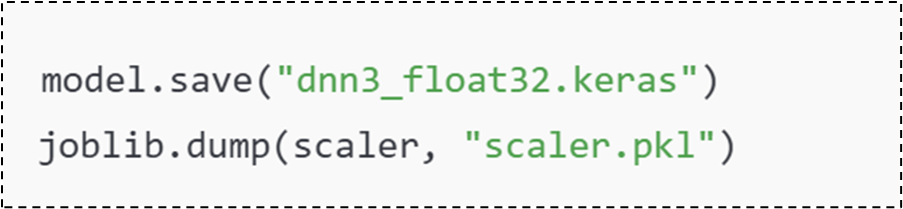 model.save("dnn3_float32.keras")
joblib.dump(scaler, "scaler.pkl")